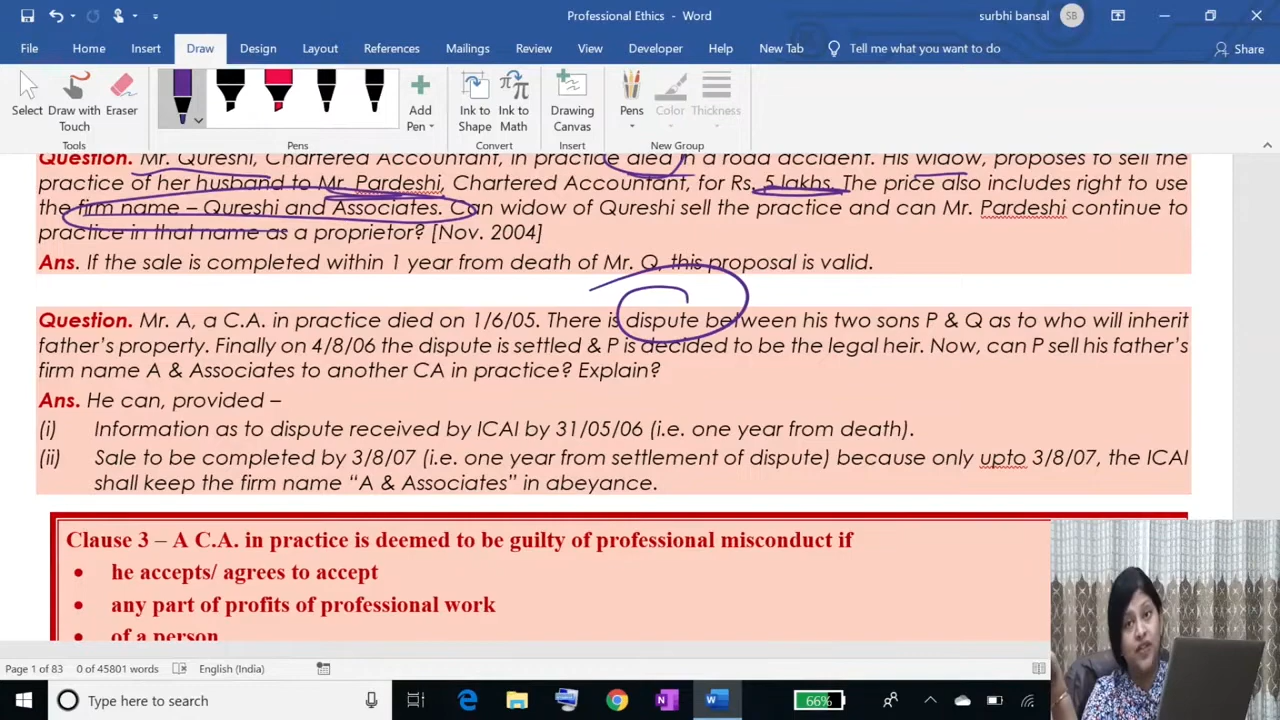 Professional Ethics - Word
surbhi bansal SB
File Home Insert Draw Design Layout References Mailings Review View Developer Help New Tab Tell me what you want to do Share
Select Draw with Touch Eraser
Add Pen
Ink to Shape Ink to Math
Drawing Canvas
Pens Color Thickness
Tools Pens Convert Insert New Group
Question. Mr. Qureshi, Chartered Accountant, in practice died in a road accident. His widow, proposes to sell the
practice of her husband to Mr. Pardeshi, Chartered Accountant, for Rs. 5 lakhs. The price also includes right to use
the firm name – Qureshi and Associates. Can widow of Qureshi sell the practice and can Mr. Pardeshi continue to
practice in that name as a proprietor? [Nov. 2004]
Ans. If the sale is completed within 1 year from death of Mr. Q, this proposal is valid.
Question. Mr. A, a C.A. in practice died on 1/6/05. There is dispute between his two sons P & Q as to who will inherit
father's property. Finally on 4/8/06 the dispute is settled & P is decided to be the legal heir. Now, can P sell his father's
firm name A & Associates to another CA in practice? Explain?
Ans. He can, provided –
(i) Information as to dispute received by ICAI by 31/05/06 (i.e. one year from death).
(ii) Sale to be completed by 3/8/07 (i.e. one year from settlement of dispute) because only upto 3/8/07, the ICAI
shall keep the firm name "A & Associates" in abeyance.
Clause 3 – A C.A. in practice is deemed to be guilty of professional misconduct if
• he accepts/ agrees to accept
• any part of profits of professional work
• of a person
Page 1 of 83 0 of 45801 words English (India)
Type here to search
66%